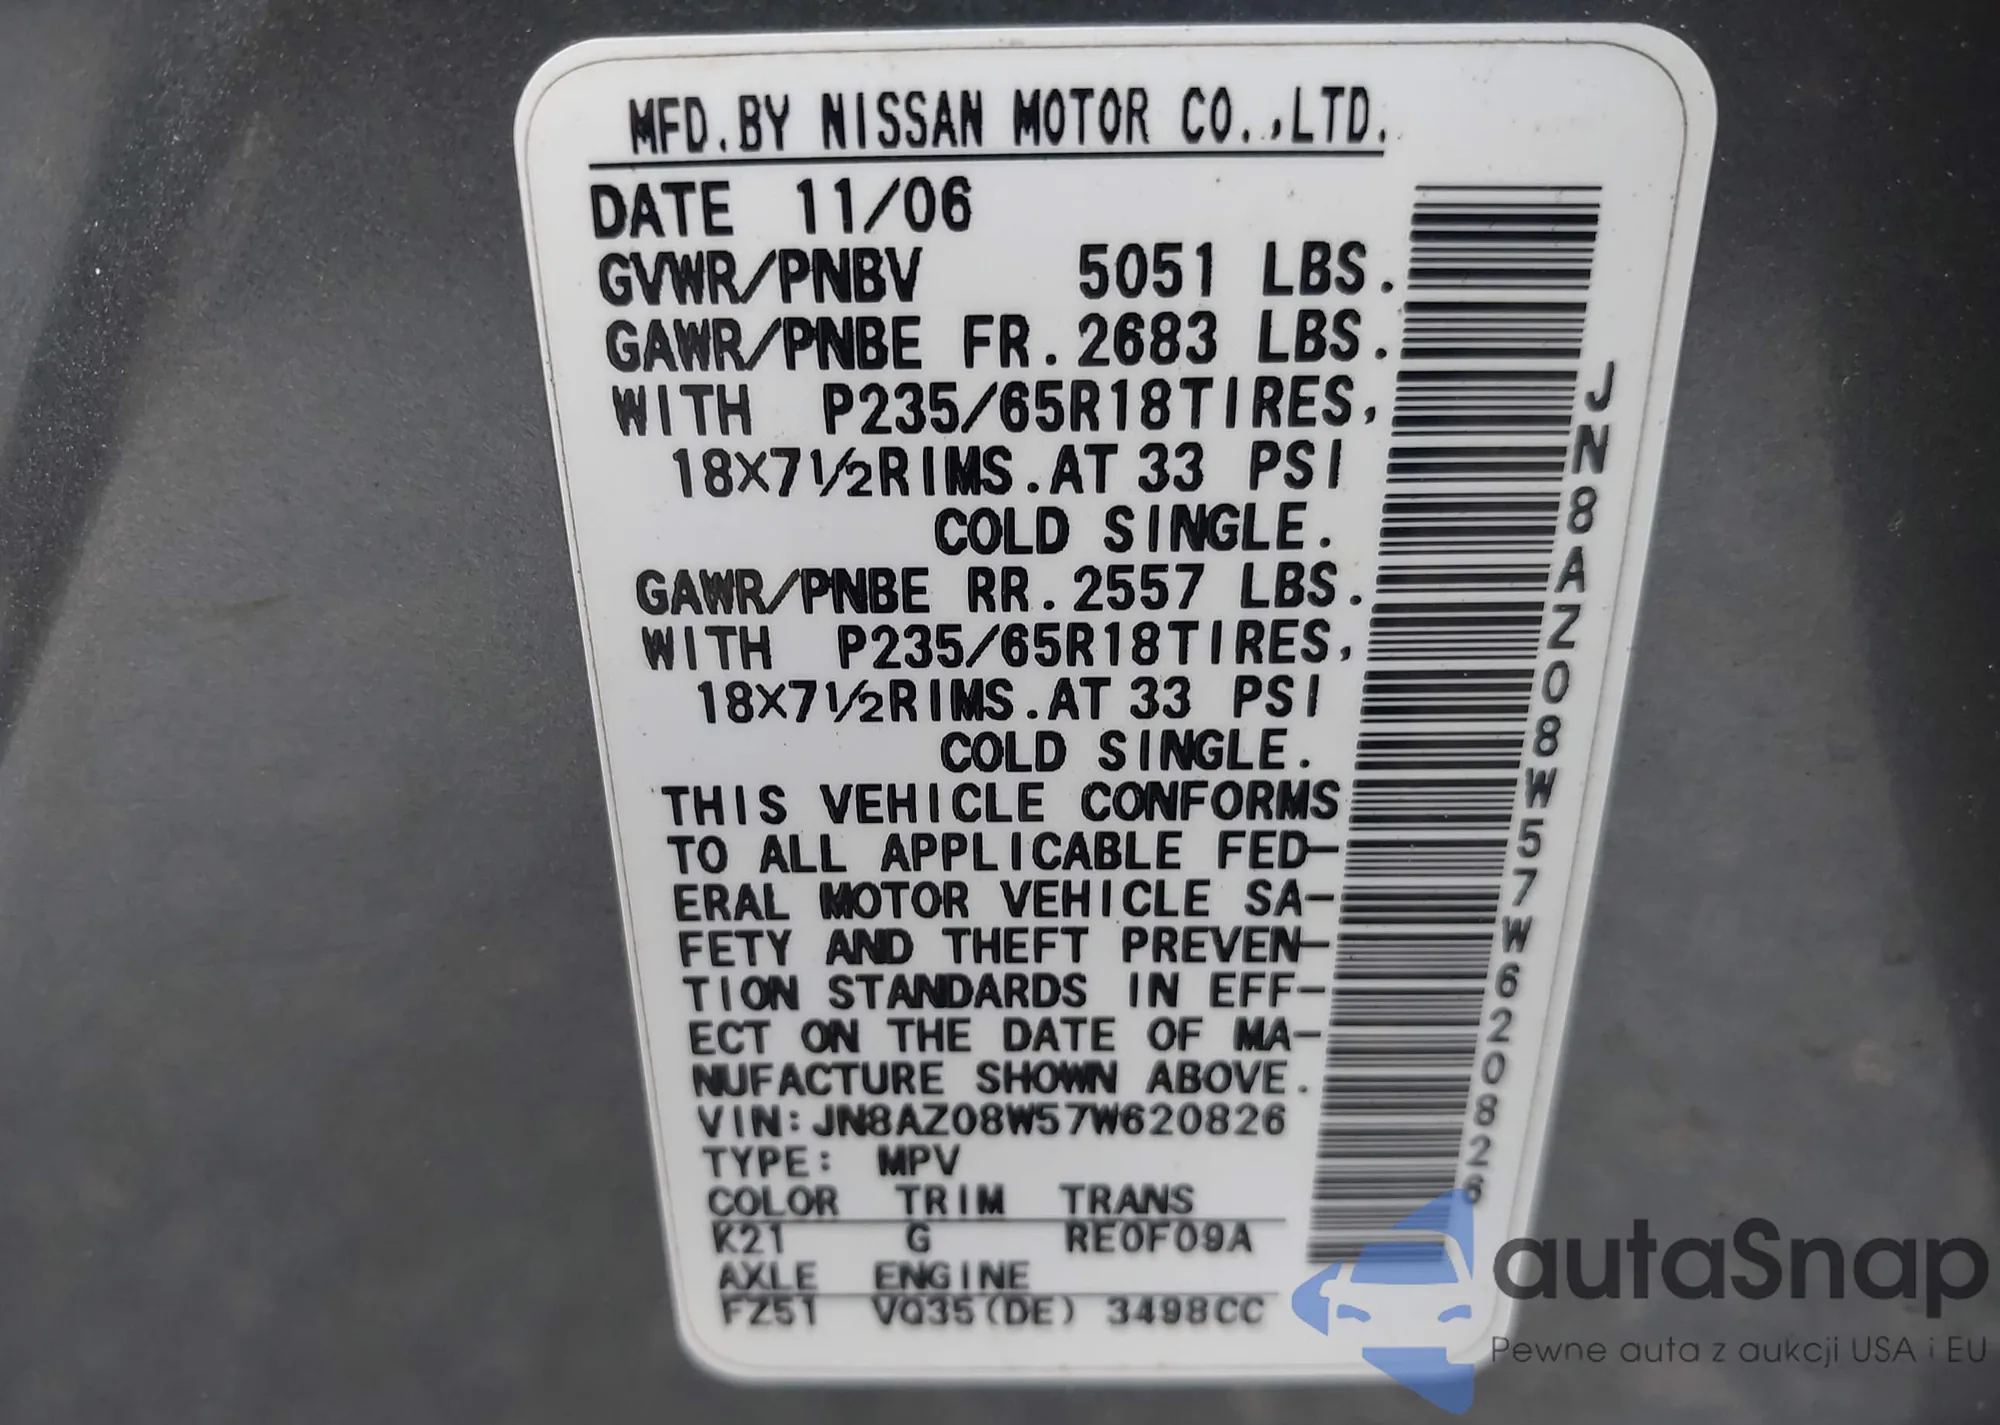 MFD.BY NISSAN MOTOR CO.,LTD.
DATE 11/06
GVWR/PNBV 5051 LBS.
GAWR/PNBE FR.2683 LBS.
WITH P235/65R18TIRES,
18X7½RIMS.AT 33 PSI
COLD SINGLE.
GAWR/PNBE RR.2557 LBS.
WITH P235/65R18TIRES,
18X7½RIMS.AT 33 PSI
COLD SINGLE.
THIS VEHICLE CONFORMS
TO ALL APPLICABLE FED-
ERAL MOTOR VEHICLE SA-
FETY AND THEFT PREVEN-
TION STANDARDS IN EFF-
ECT ON THE DATE OF MA-
NUFACTURE SHOWN ABOVE.
VIN:JN8AZ08W57W620826
TYPE: MPV
COLOR TRIM TRANS
K21 G RE0F09A
AXLE ENGINE
FZ51 VQ35(DE) 3498CC
JN8AZ08W57W620826
autaSnap
Pewne auta z aukcji USA i EU